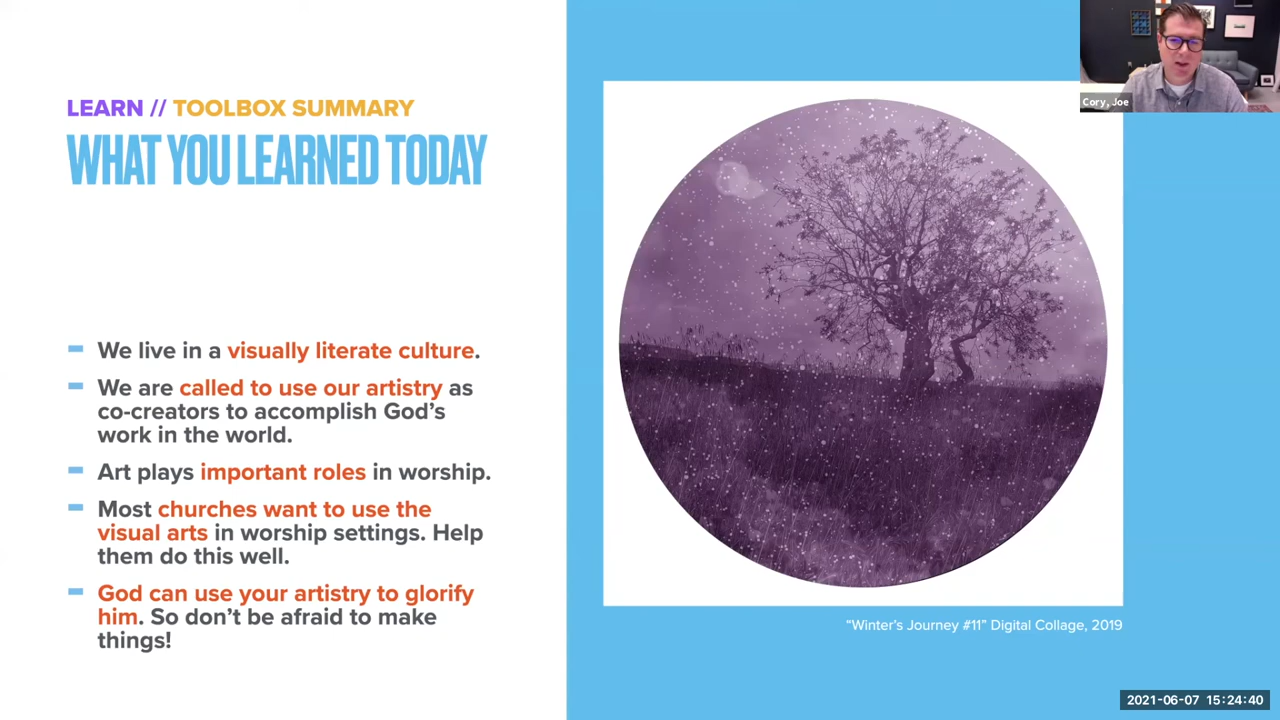 LEARN // TOOLBOX SUMMARY
WHAT YOU LEARNED TODAY
We live in a visually literate culture.
We are called to use our artistry as
co-creators to accomplish God’s
work in the world.
Art plays important roles in worship.
Most churches want to use the
visual arts in worship settings. Help
them do this well.
God can use your artistry to glorify
him. So don’t be afraid to make
things!
“Winter’s Journey #11” Digital Collage, 2019
Cory, Joe
2021-06-07 15:24:40